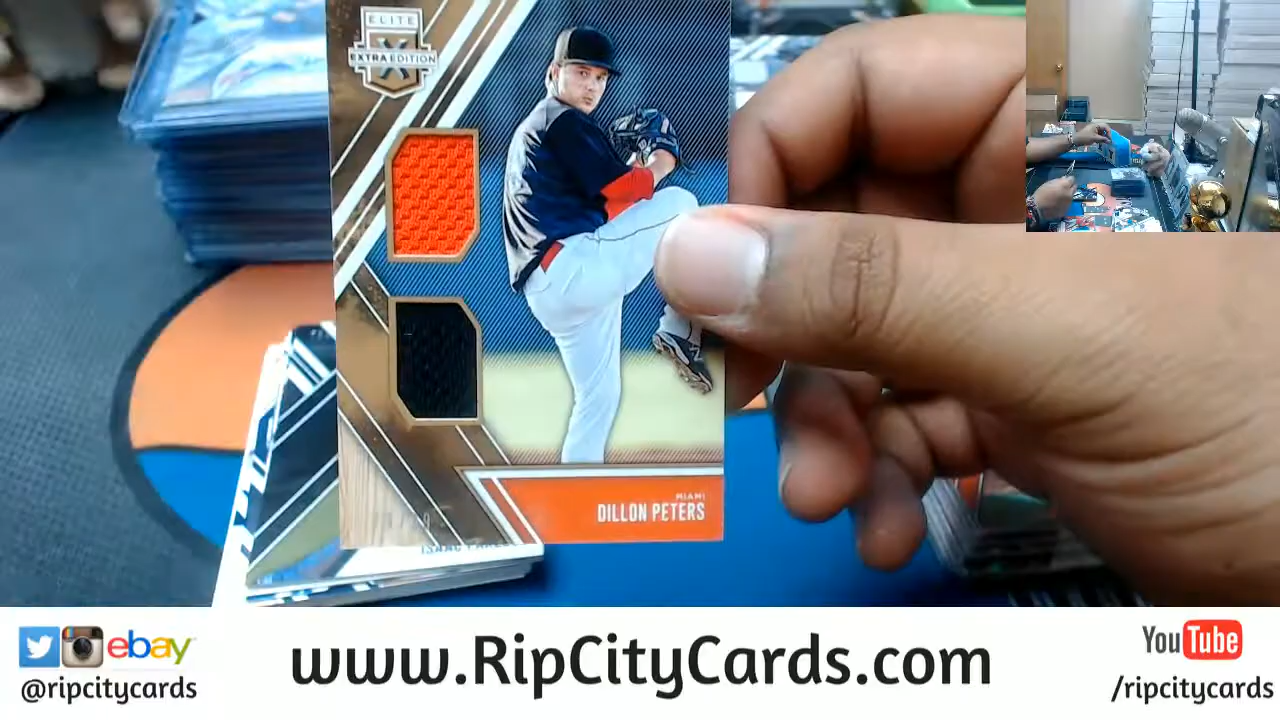 ELITE
EXTRA EDITION
MIAMI
DILLON PETERS
ebay
@ripcitycards
www.RipCityCards.com
YouTube
/ripcitycards